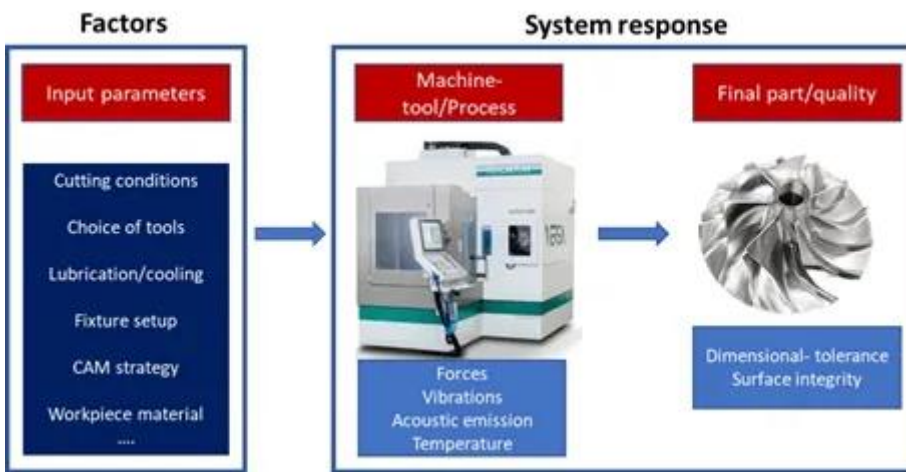 Factors
System response
Input parameters
Cutting conditions
Choice of tools
Lubrication/cooling
Fixture setup
CAM strategy
Workpiece material
....
Machine-
tool/Process
Forces
Vibrations
Acoustic emission
Temperature
Final part/quality
Dimensional- tolerance
Surface integrity